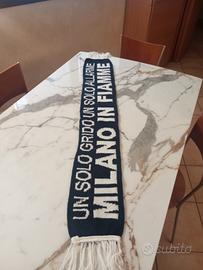 UN SOLO GRIDO UN SOLO ALLARME
MILANO IN FIAMME
subito